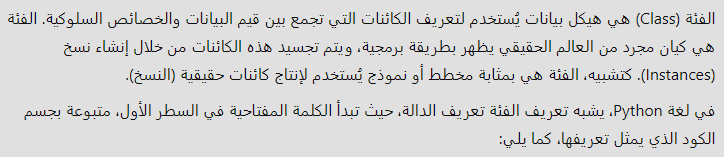 الفئة (Class) هي هيكل بيانات يُستخدم لتعريف الكائنات التي تجمع بين قيم البيانات والخصائص السلوكية. الفئة
هي كيان مجرد من العالم الحقيقي يظهر بطريقة برمجية، ويتم تجسيد هذه الكائنات من خلال إنشاء نسخ
(Instances). كتشبيه، الفئة هي بمثابة مخطط أو نموذج يُستخدم لإنتاج كائنات حقيقية (النسخ).
في لغة Python، يشبه تعريف الفئة تعريف الدالة، حيث تبدأ الكلمة المفتاحية في السطر الأول، متبوعة بجسم
الكود الذي يمثل تعريفها، كما يلي: